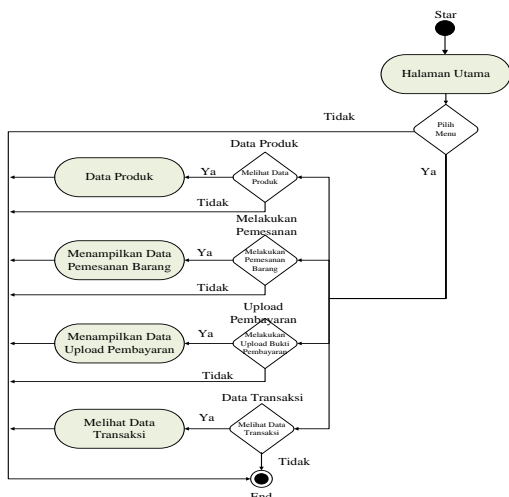 Star
Halaman Utama
Pilih
Menu
Tidak
Ya
Data Produk
Data Produk
Ya
Melihat Data
Produk
Tidak
Melakukan
Pemesanan
Menampilkan Data
Pemesanan Barang
Ya
Melakukan
Pemesanan
Barang
Tidak
Upload
Pembayaran
Menampilkan Data
Upload Pembayaran
Ya
Melakukan
Upload Bukti
Pembayaran
Tidak
Data Transaksi
Melihat Data
Transaksi
Ya
Melihat Data
Transaksi
Tidak
End